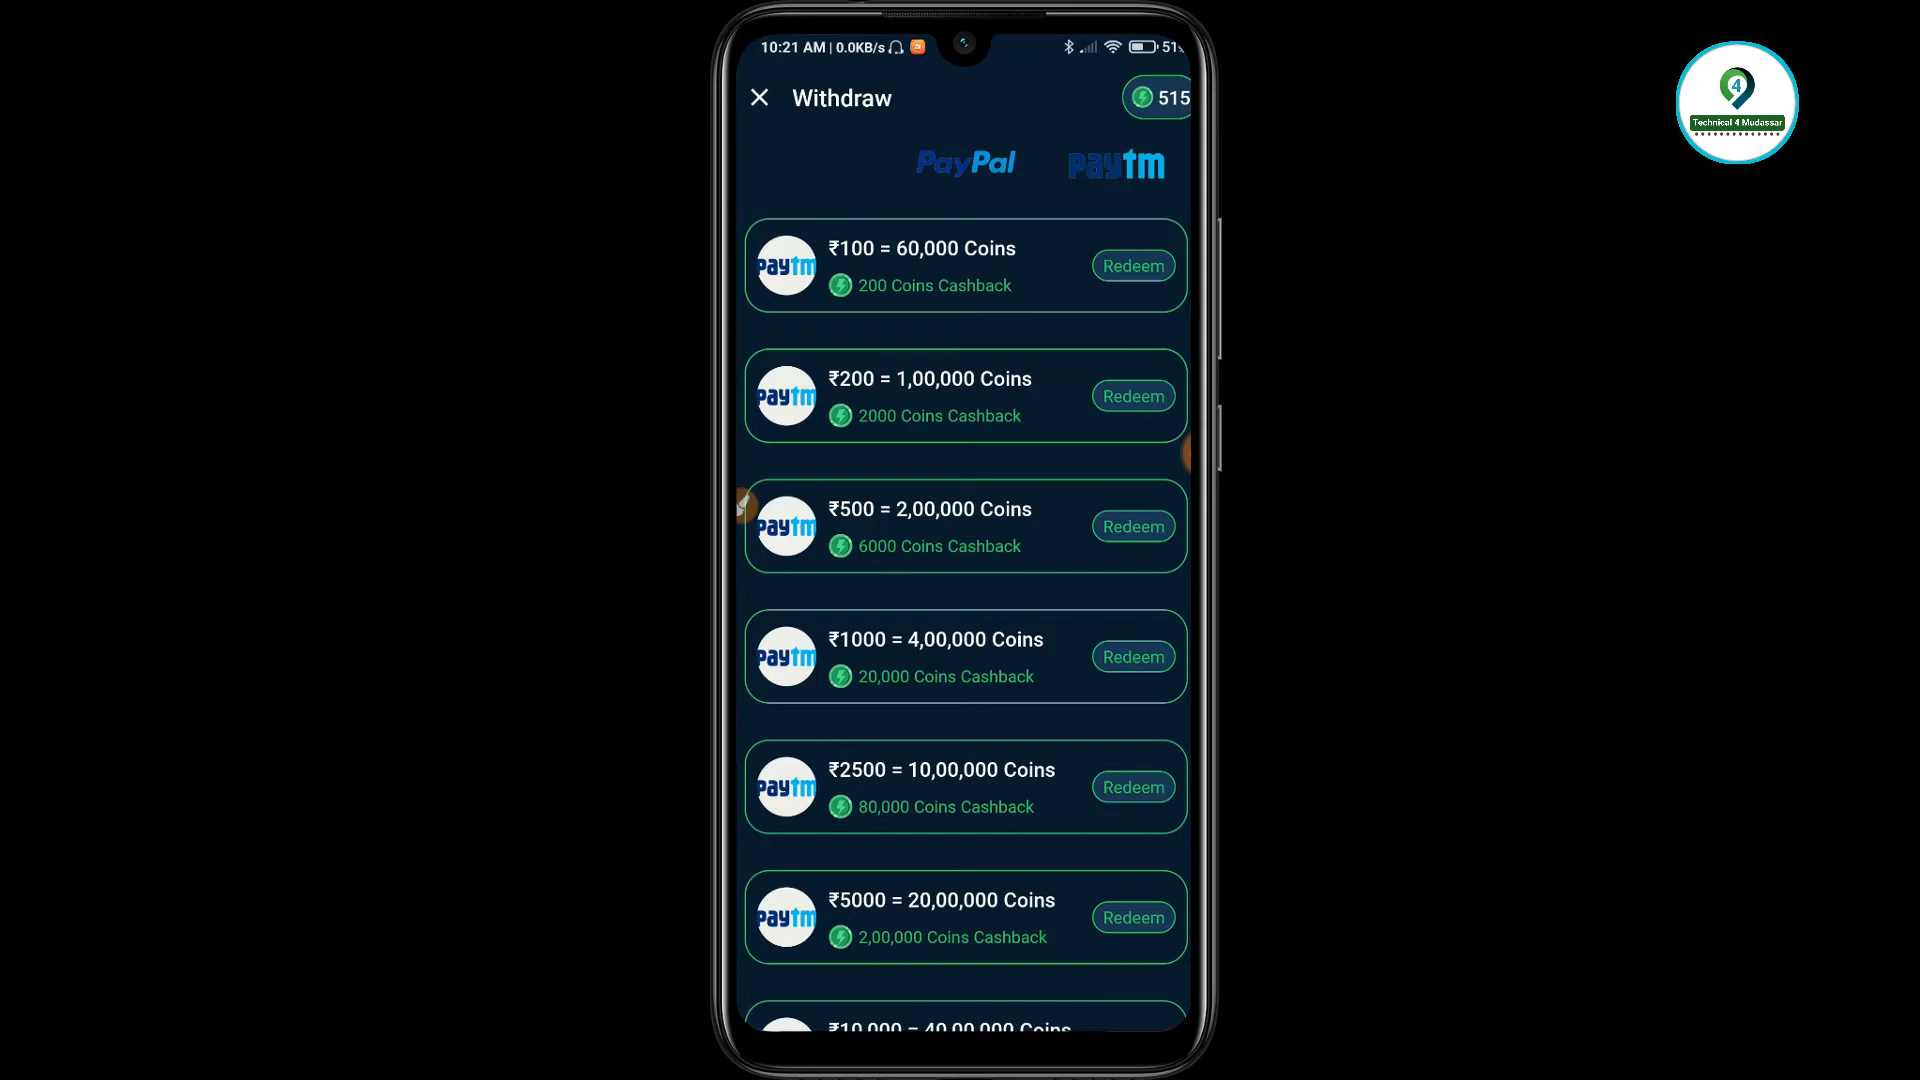 10:21 AM | 0.0KB/s
51%
Withdraw
515
PayPal
paytm
₹100 = 60,000 Coins
200 Coins Cashback
paytm
Redeem
₹200 = 1,00,000 Coins
2000 Coins Cashback
paytm
Redeem
₹500 = 2,00,000 Coins
6000 Coins Cashback
paytm
Redeem
₹1000 = 4,00,000 Coins
20,000 Coins Cashback
paytm
Redeem
₹2500 = 10,00,000 Coins
80,000 Coins Cashback
paytm
Redeem
₹5000 = 20,00,000 Coins
2,00,000 Coins Cashback
paytm
Redeem
₹10,000 = 40,00,000 Coins
4
Technical 4 Mudassar